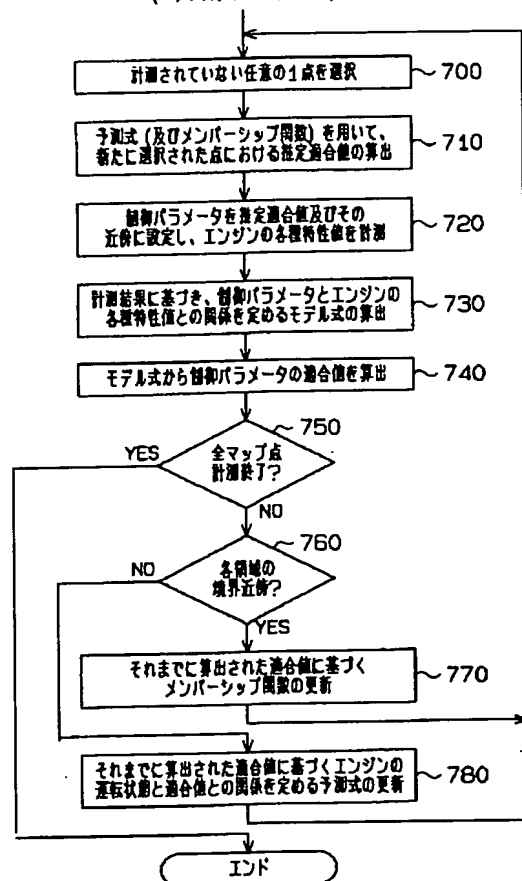 計測されていない任意の1点を選択
700
予測式(及びメンバーシップ関数)を用いて、
新たに選択された点における推定適合値の算出
710
制御パラメータを推定適合値及びその
近傍に設定し、エンジンの各種特性値を計測
720
計測結果に基づき、制御パラメータとエンジンの
各種特性値との関係を定めるモデル式の算出
730
モデル式から制御パラメータの適合値を算出
740
750
YES
全マップ点
計測終了?
NO
760
NO
各領域の
境界近傍?
YES
それまでに算出された適合値に基づく
メンバーシップ関数の更新
770
それまでに算出された適合値に基づくエンジンの
運転状態と適合値との関係を定める予測式の更新
780
エンド